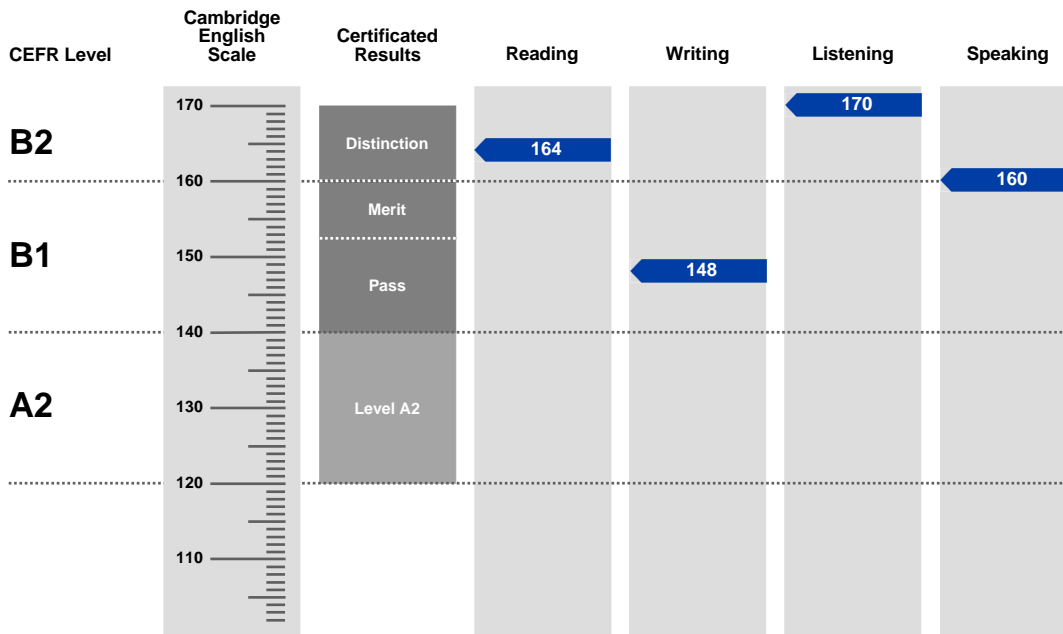 CEFR Level
Cambridge
English
Scale
Certificated
Results
Reading
Writing
Listening
Speaking
170
170
B2
Distinction
164
160
160
Merit
B1
150
148
Pass
140
A2
130
Level A2
120
110